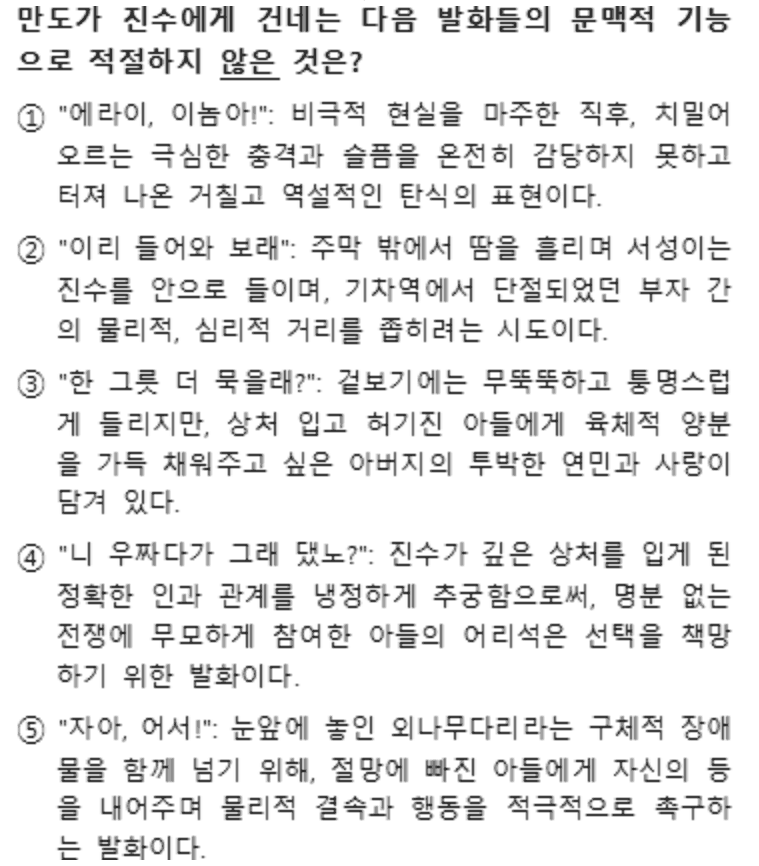 만도가 진수에게 건네는 다음 발화들의 문맥적 기능
으로 적절하지 않은 것은?
① "에라이, 이놈아!": 비극적 현실을 마주한 직후, 치밀어
오르는 극심한 충격과 슬픔을 온전히 감당하지 못하고
터져 나온 거칠고 역설적인 탄식의 표현이다.
② "이리 들어와 보래": 주막 밖에서 땀을 흘리며 서성이는
진수를 안으로 들이며, 기차역에서 단절되었던 부자 간
의 물리적, 심리적 거리를 좁히려는 시도이다.
③ "한 그릇 더 묵을래?": 겉보기에는 무뚝뚝하고 퉁명스럽
게 들리지만, 상처 입고 허기진 아들에게 육체적 양분
을 가득 채워주고 싶은 아버지의 투박한 연민과 사랑이
담겨 있다.
④ "니 우짜다가 그래 댔노?": 진수가 깊은 상처를 입게 된
정확한 인과 관계를 냉정하게 추궁함으로써, 명분 없는
전쟁에 무모하게 참여한 아들의 어리석은 선택을 책망
하기 위한 발화이다.
⑤ "자아, 어서!": 눈앞에 놓인 외나무다리라는 구체적 장애
물을 함께 넘기 위해, 절망에 빠진 아들에게 자신의 등
을 내어주며 물리적 결속과 행동을 적극적으로 촉구하
는 발화이다.